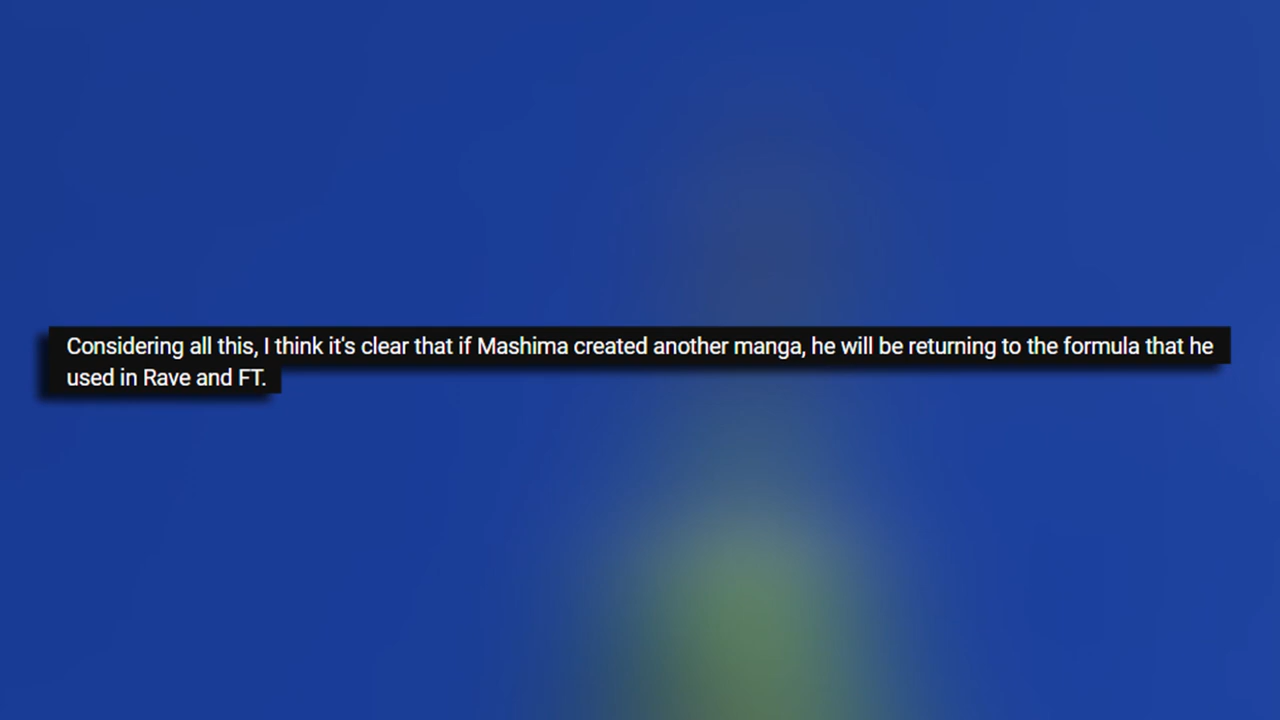 Considering all this, I think it's clear that if Mashima created another manga, he will be returning to the formula that he
used in Rave and FT.